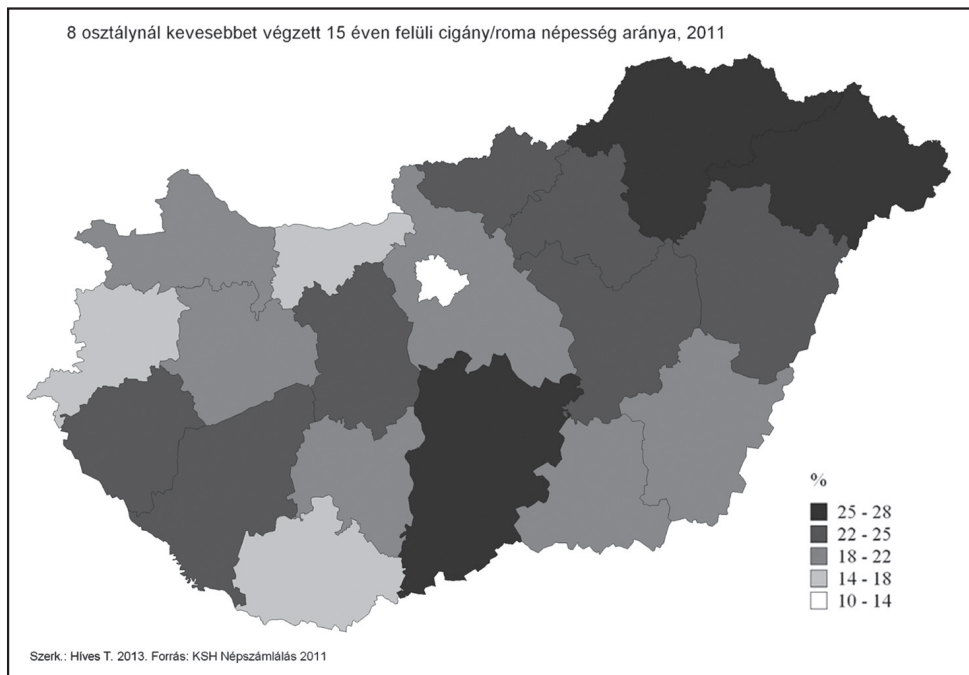 8 osztálynál kevesebbet végzett 15 éven felüli cigány/roma népesség aránya, 2011
%
25 - 28
22 - 25
18 - 22
14 - 18
10 - 14
Szerk.: Híves T. 2013. Forrás: KSH Népszámlálás 2011